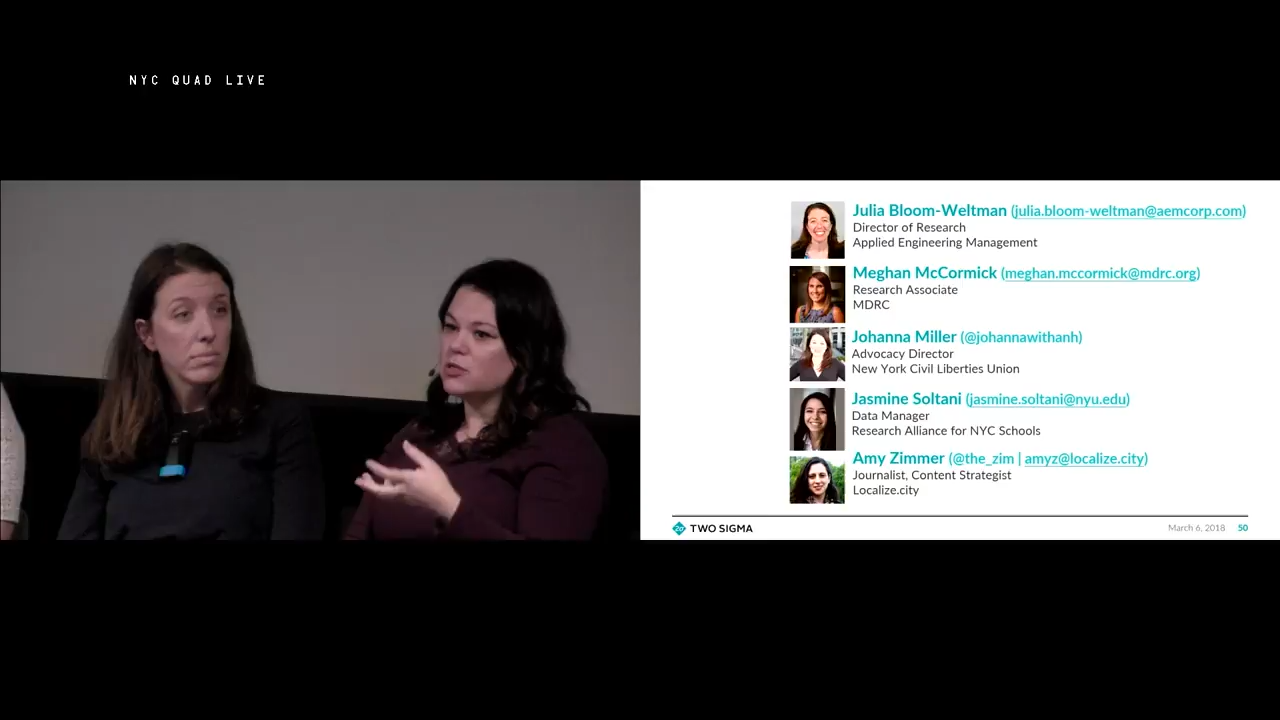 NYC QUAD LIVE
Julia Bloom-Weltman (julia.bloom-weltman@aemcorp.com)
Director of Research
Applied Engineering Management
Meghan McCormick (meghan.mccormick@mdrc.org)
Research Associate
MDRC
Johanna Miller (@johannawithanh)
Advocacy Director
New York Civil Liberties Union
Jasmine Soltani (jasmine.soltani@nyu.edu)
Data Manager
Research Alliance for NYC Schools
Amy Zimmer (@the_zim | amyz@localize.city)
Journalist, Content Strategist
Localize.city
TWO SIGMA
March 6, 2018 50